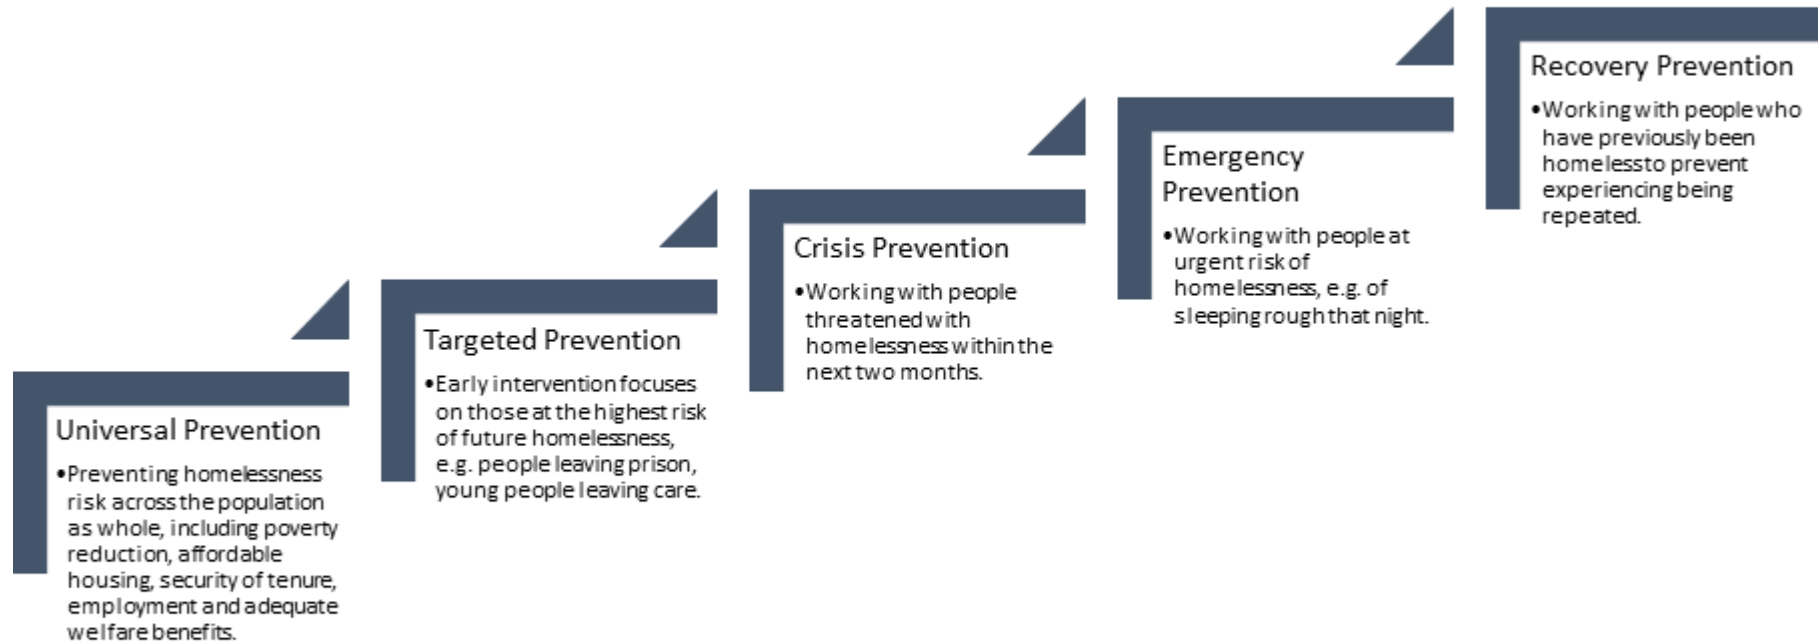 Universal Prevention
•Preventing homelessness
risk across the population
as whole, including poverty
reduction, affordable
housing, security of tenure,
employment and adequate
welfare benefits.
Targeted Prevention
•Early intervention focuses
on those at the highest risk
of future homelessness,
e.g. people leaving prison,
young people leaving care.
Crisis Prevention
•Working with people
threatened with
homelessness within the
next two months.
Emergency
Prevention
•Working with people at
urgent risk of
homelessness, e.g. of
sleeping rough that night.
Recovery Prevention
•Working with people who
have previously been
homeless to prevent
experiencing being
repeated.